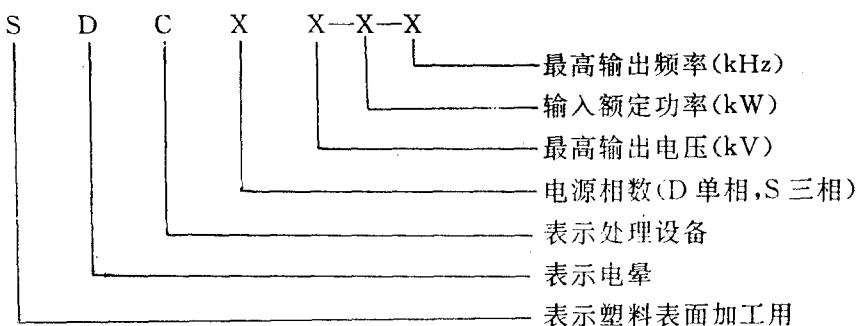 S D C X X—X—X
最高输出频率(kHz)
输入额定功率(kW)
最高输出电压(kV)
电源相数(D 单相,S 三相)
表示处理设备
表示电晕
表示塑料表面加工用